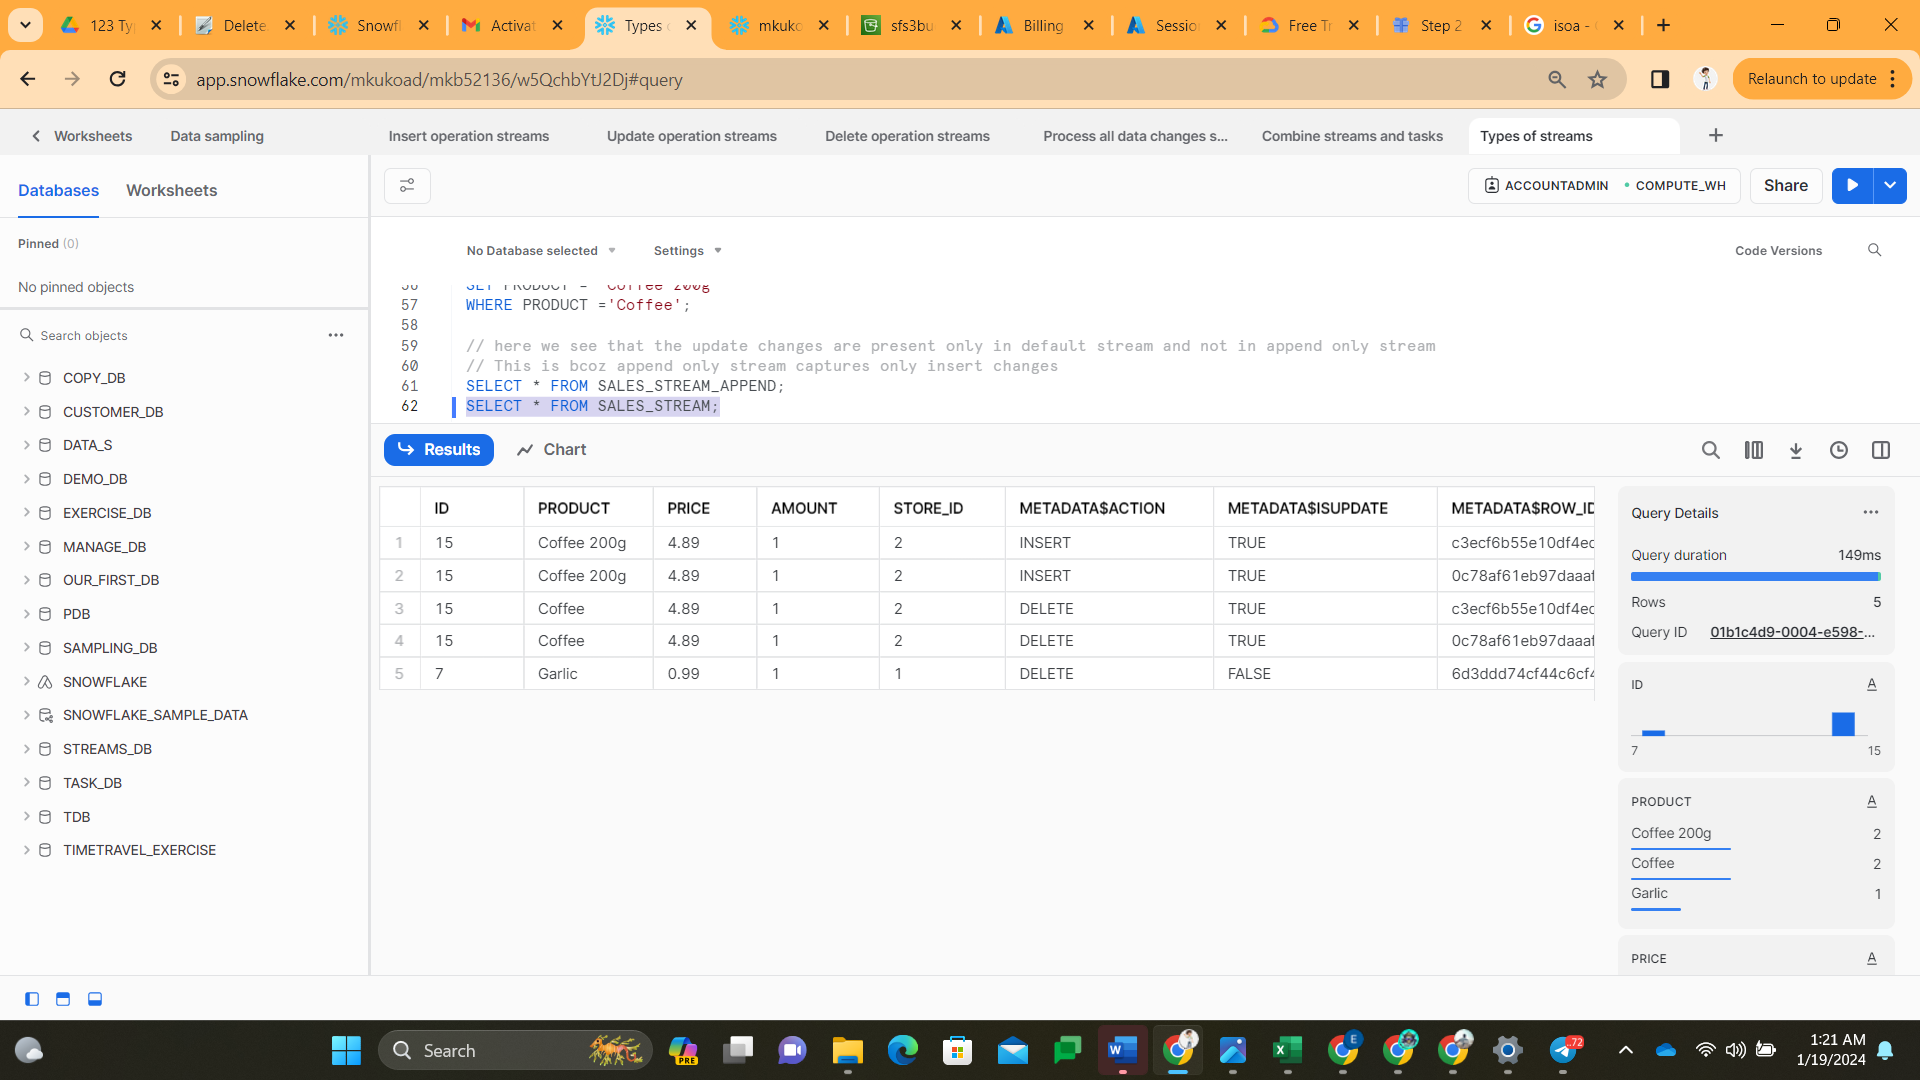 123 Ty
Delete
Snowfl
Activat
Types
mkuko
sfs3bu
Billing
Sessio
Free Tr
Step 2
isoa -
app.snowflake.com/mkukoad/mkb52136/w5QchbYtJ2Dj#query
Relaunch to update
Worksheets
Data sampling
Insert operation streams
Update operation streams
Delete operation streams
Process all data changes s...
Combine streams and tasks
Types of streams
Databases
Worksheets
ACCOUNTADMIN
COMPUTE_WH
Share
Pinned (0)
No pinned objects
Search objects
COPY_DB
CUSTOMER_DB
DATA_S
DEMO_DB
EXERCISE_DB
MANAGE_DB
OUR_FIRST_DB
PDB
SAMPLING_DB
SNOWFLAKE
SNOWFLAKE_SAMPLE_DATA
STREAMS_DB
TASK_DB
TDB
TIMETRAVEL_EXERCISE
No Database selected
Settings
Code Versions
56 SET PRODUCT = 'Coffee 200g
57 WHERE PRODUCT ='Coffee';
58
59 // here we see that the update changes are present only in default stream and not in append only stream
60 // This is bcoz append only stream captures only insert changes
61 SELECT * FROM SALES_STREAM_APPEND;
62 SELECT * FROM SALES_STREAM;
Results
Chart
ID PRODUCT PRICE AMOUNT STORE_ID METADATA$ACTION METADATA$ISUPDATE METADATA$ROW_ID
1 15 Coffee 200g 4.89 1 2 INSERT TRUE c3ecf6b55e10df4ec
2 15 Coffee 200g 4.89 1 2 INSERT TRUE 0c78af61eb97daaaf
3 15 Coffee 4.89 1 2 DELETE TRUE c3ecf6b55e10df4ec
4 15 Coffee 4.89 1 2 DELETE TRUE 0c78af61eb97daaaf
5 7 Garlic 0.99 1 1 DELETE FALSE 6d3ddd74cf44c6cf4
Query Details
Query duration 149ms
Rows 5
Query ID 01b1c4d9-0004-e598-...
ID
7 15
PRODUCT
Coffee 200g 2
Coffee 2
Garlic 1
PRICE
Search
PRE
E
72
1:21 AM
1/19/2024